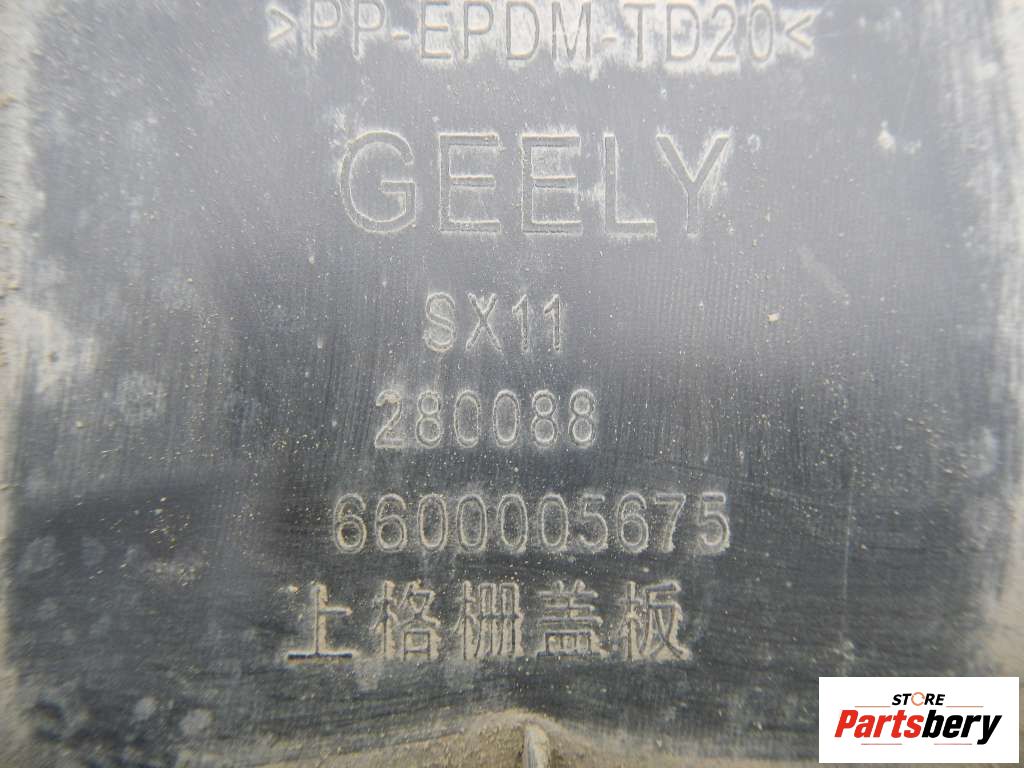 >PP-EPDM-TD20<
GEELY
SX11
280088
6600005675
上格栅盖板
STORE
Partsbery